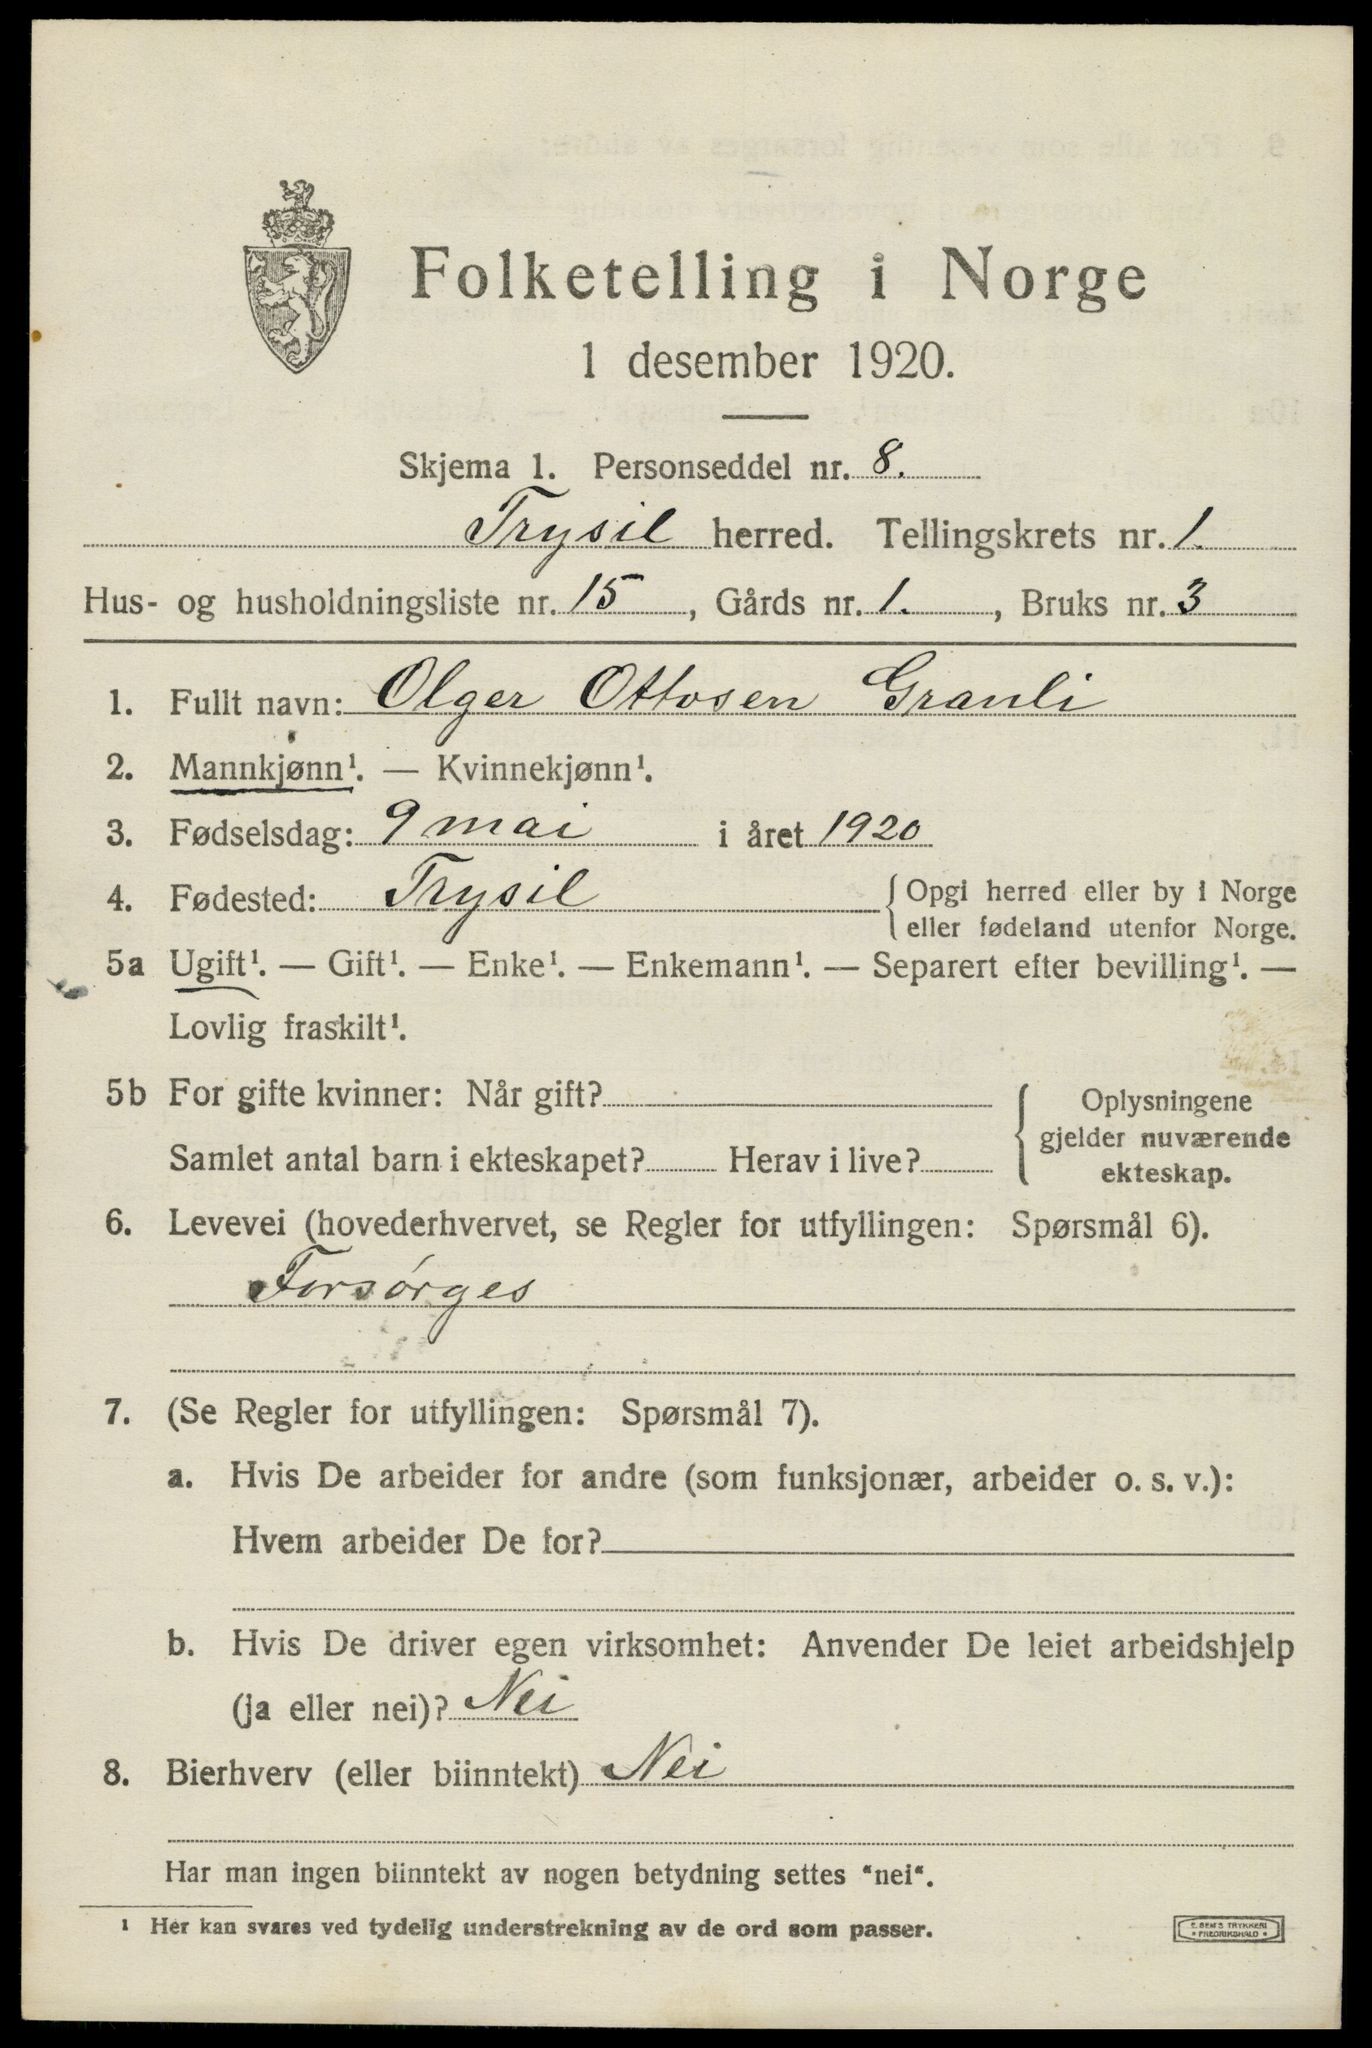 Folketelling i Norge
1 desember 1920.
Skjema 1. Personseddel nr. 8.
Trysil herred. Tellingskrets nr. 1.
Hus- og husholdningsliste nr. 15, Gårds nr. 1., Bruks nr. 3
1. Fullt navn: Olger Ottosen Granli
2. Mannkjønn¹. — Kvinnekjønn¹.
3. Fødselsdag: 9 mai i året 1920
4. Fødested: Trysil { Opgi herred eller by i Norge
eller fødeland utenfor Norge.
5a Ugift¹. — Gift¹. — Enke¹. — Enkemann¹. — Separert efter bevilling¹. —
Lovlig fraskilt¹.
5b For gifte kvinner: Når gift?
Samlet antal barn i ekteskapet? Herav i live?
{ Oplysningene
gjelder nuværende
ekteskap.
6. Levevei (hovederhvervet, se Regler for utfyllingen: Spørsmål 6).
Forsørges
7. (Se Regler for utfyllingen: Spørsmål 7).
a. Hvis De arbeider for andre (som funksjonær, arbeider o. s. v.):
Hvem arbeider De for?
b. Hvis De driver egen virksomhet: Anvender De leiet arbeidshjelp
(ja eller nei)? Nei
8. Bierhverv (eller biinntekt) Nei
Har man ingen biinntekt av nogen betydning settes "nei".
¹ Her kan svares ved tydelig understrekning av de ord som passer.
E. SEM'S TRYKKERI
* FREDRIKSHALD *